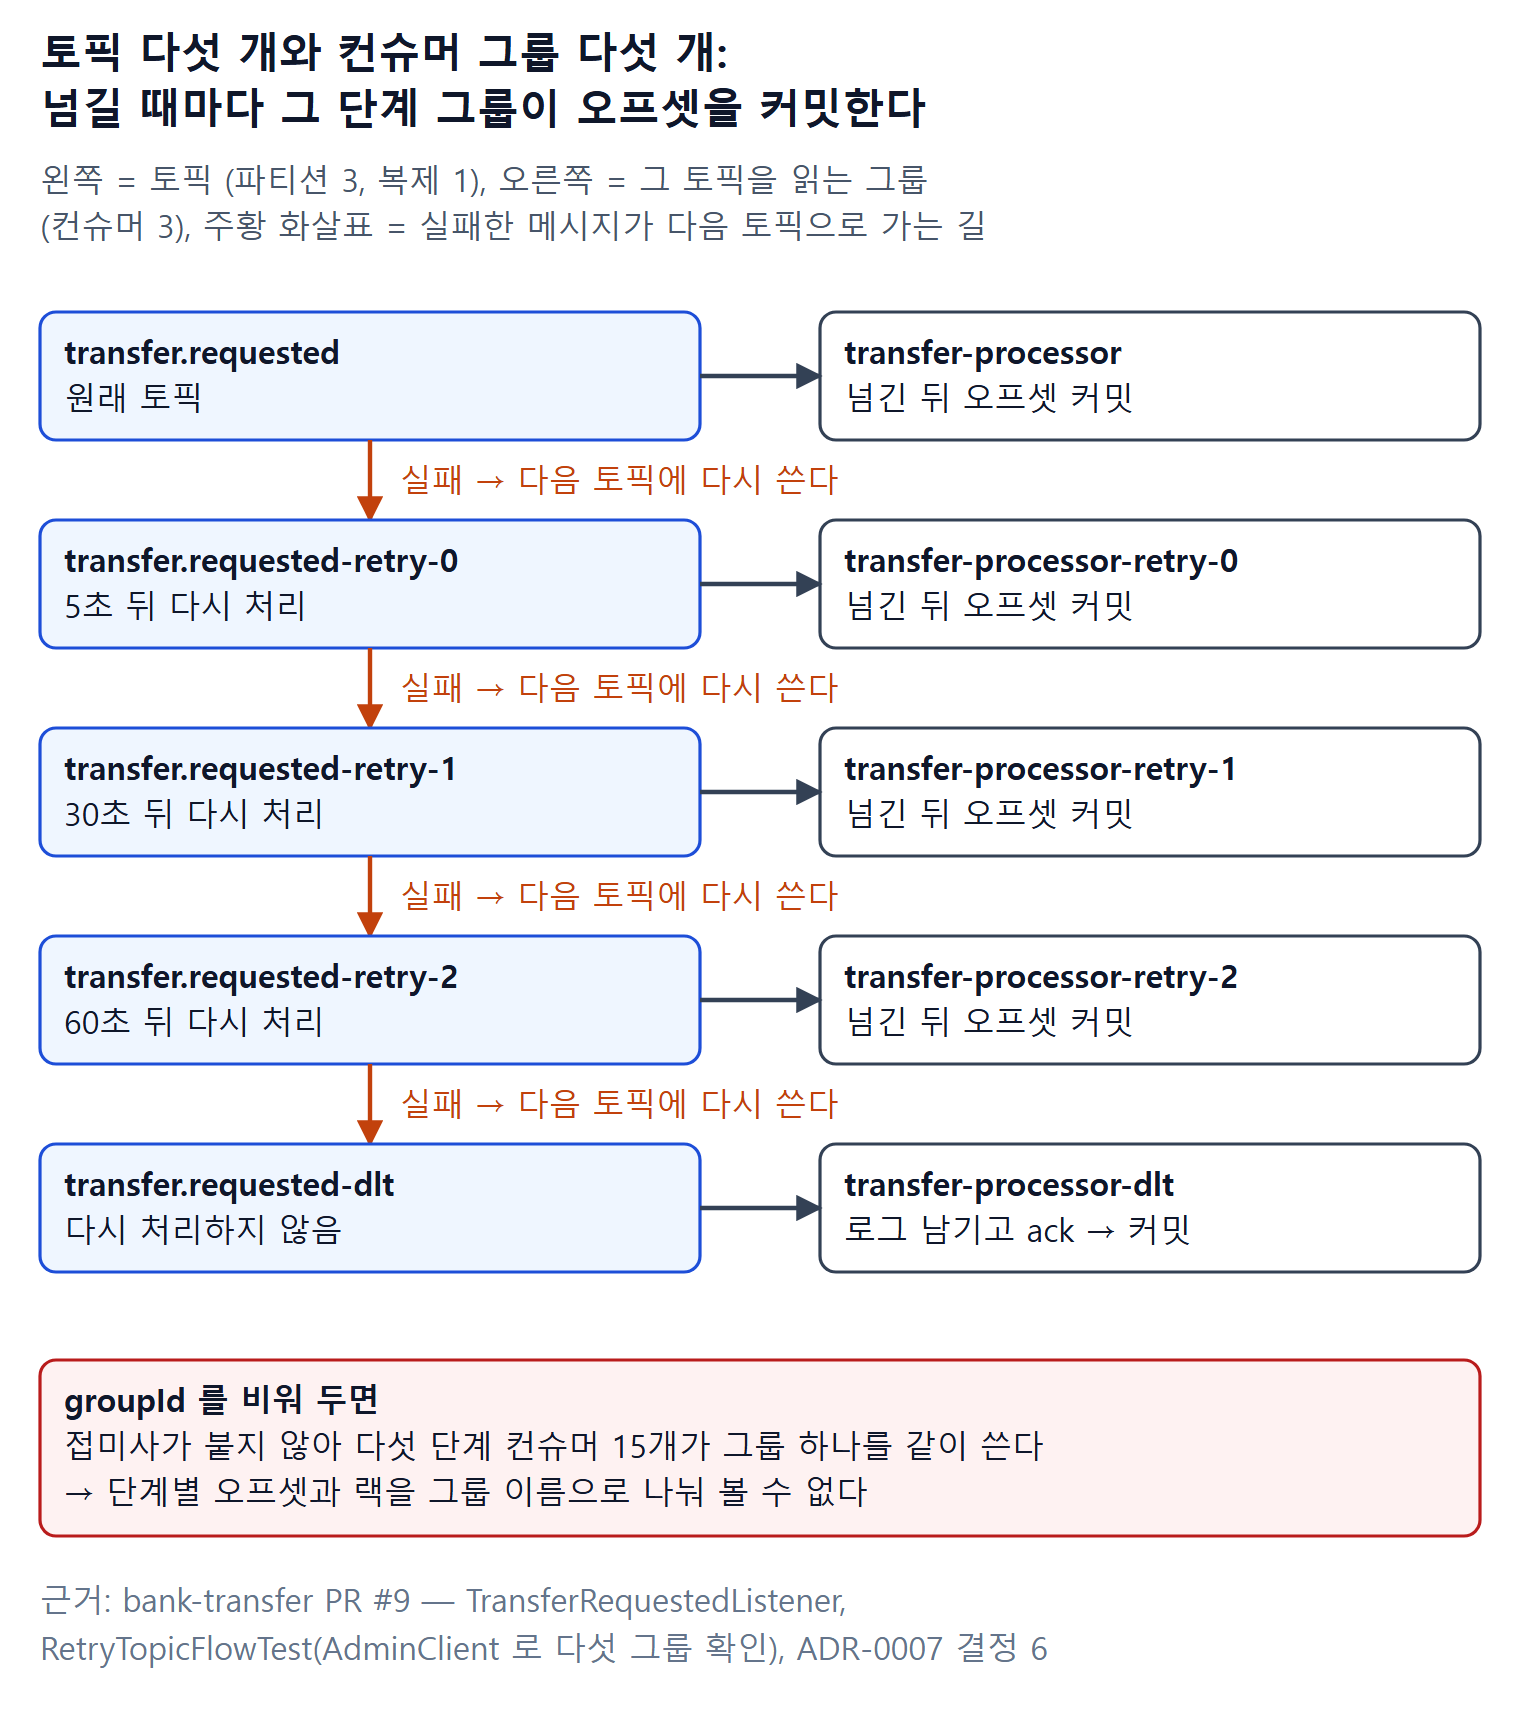 토픽 다섯 개와 컨슈머 그룹 다섯 개:
넘길 때마다 그 단계 그룹이 오프셋을 커밋한다
왼쪽 = 토픽 (파티션 3, 복제 1), 오른쪽 = 그 토픽을 읽는 그룹
(컨슈머 3), 주황 화살표 = 실패한 메시지가 다음 토픽으로 가는 길
transfer.requested
원래 토픽
transfer-processor
넘긴 뒤 오프셋 커밋
실패 → 다음 토픽에 다시 쓴다
transfer.requested-retry-0
5초 뒤 다시 처리
transfer-processor-retry-0
넘긴 뒤 오프셋 커밋
실패 → 다음 토픽에 다시 쓴다
transfer.requested-retry-1
30초 뒤 다시 처리
transfer-processor-retry-1
넘긴 뒤 오프셋 커밋
실패 → 다음 토픽에 다시 쓴다
transfer.requested-retry-2
60초 뒤 다시 처리
transfer-processor-retry-2
넘긴 뒤 오프셋 커밋
실패 → 다음 토픽에 다시 쓴다
transfer.requested-dlt
다시 처리하지 않음
transfer-processor-dlt
로그 남기고 ack → 커밋
groupId 를 비워 두면
접미사가 붙지 않아 다섯 단계 컨슈머 15개가 그룹 하나를 같이 쓴다
→ 단계별 오프셋과 랙을 그룹 이름으로 나눠 볼 수 없다
근거: bank-transfer PR #9 — TransferRequestedListener,
RetryTopicFlowTest(AdminClient 로 다섯 그룹 확인), ADR-0007 결정 6